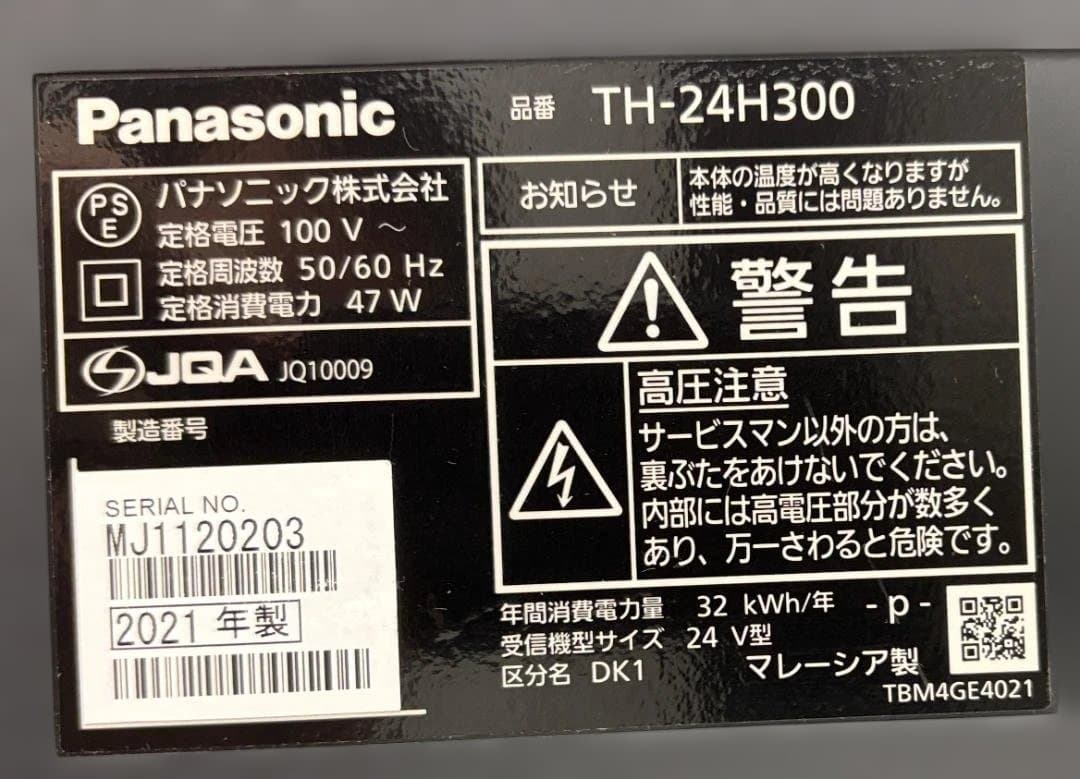 Panasonic
品番 TH-24H300
PSE
パナソニック株式会社
定格電圧 100 V ～
定格周波数 50/60 Hz
定格消費電力 47 W
JQA JQ10009
製造番号
SERIAL NO.
MJ1120203
2021 年製
お知らせ
本体の温度が高くなりますが
性能・品質には問題ありません。
警告
高圧注意
サービスマン以外の方は、
裏ぶたをあけないでください。
内部には高電圧部分が数多く
あり、万一さわると危険です。
年間消費電力量 32 kWh/年 - p -
受信機型サイズ 24 V型
区分名 DK1 マレーシア製
TBM4GE4021